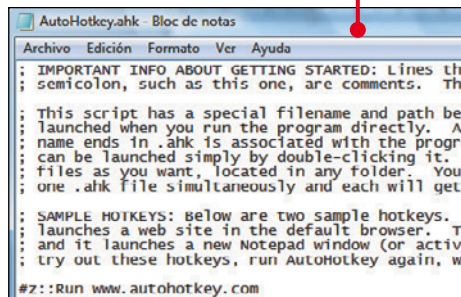 AutoHotkey.ahk - Bloc de notas
Archivo Edición Formato Ver Ayuda
; IMPORTANT INFO ABOUT GETTING STARTED: Lines th
; semicolon, such as this one, are comments. Th
; This script has a special filename and path be
; launched when you run the program directly. A
; name ends in .ahk is associated with the progr
; can be launched simply by double-clicking it.
; files as you want, located in any folder. You
; one .ahk file simultaneously and each will get
; SAMPLE HOTKEYS: Below are two sample hotkeys.
; launches a web site in the default browser. T
; and it launches a new Notepad window (or activ
; try out these hotkeys, run AutoHotkey again, w
#z::Run www.autohotkey.com